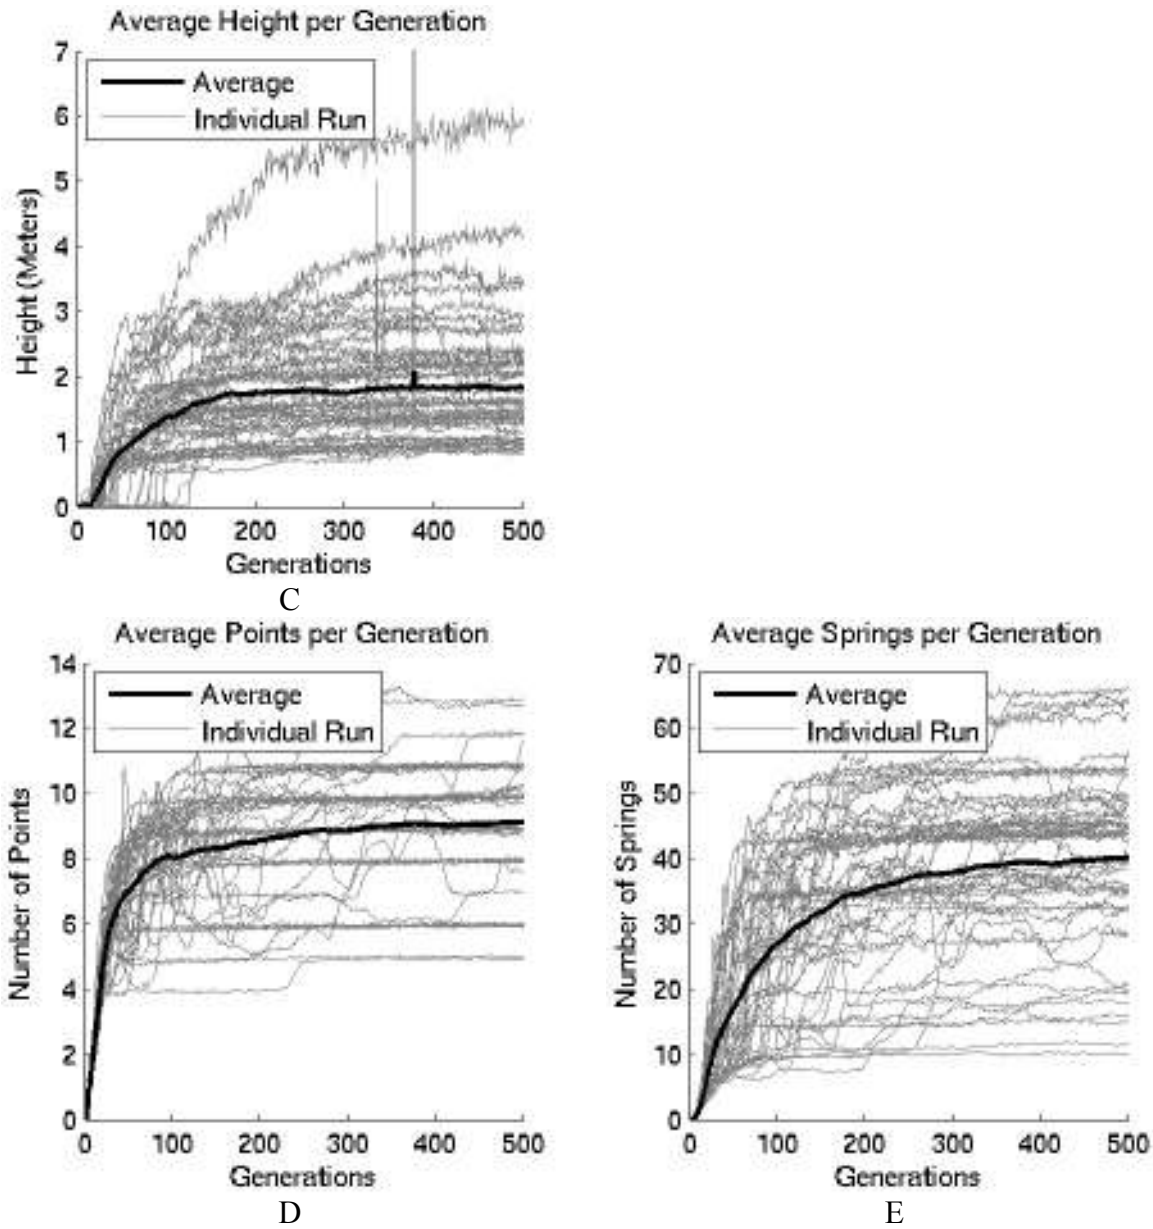 Average Height per Generation
7
6
5
4
3
2
1
0
Average
Individual Run
Height (Meters)
0 100 200 300 400 500
Generations
C
Average Points per Generation
14
12
10
8
6
4
2
0
Average
Individual Run
Number of Points
0 100 200 300 400 500
Generations
D
Average Springs per Generation
70
60
50
40
30
20
10
0
Average
Individual Run
Number of Springs
0 100 200 300 400 500
Generations
E